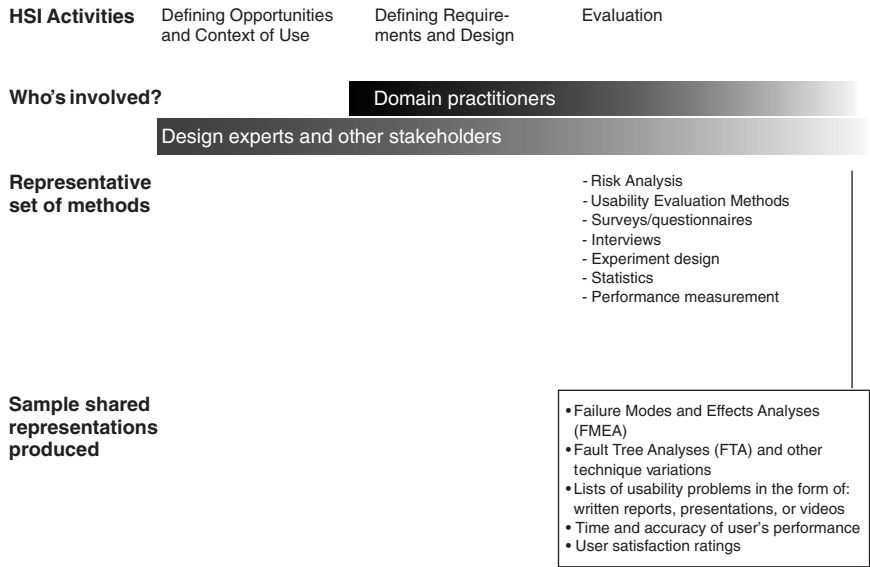 HSI Activities
Defining Opportunities
and Context of Use
Defining Require-
ments and Design
Evaluation
Who's involved?
Domain practitioners
Design experts and other stakeholders
Representative
set of methods
- Risk Analysis
- Usability Evaluation Methods
- Surveys/questionnaires
- Interviews
- Experiment design
- Statistics
- Performance measurement
Sample shared
representations
produced
• Failure Modes and Effects Analyses
(FMEA)
• Fault Tree Analyses (FTA) and other
technique variations
• Lists of usability problems in the form of:
written reports, presentations, or videos
• Time and accuracy of user's performance
• User satisfaction ratings